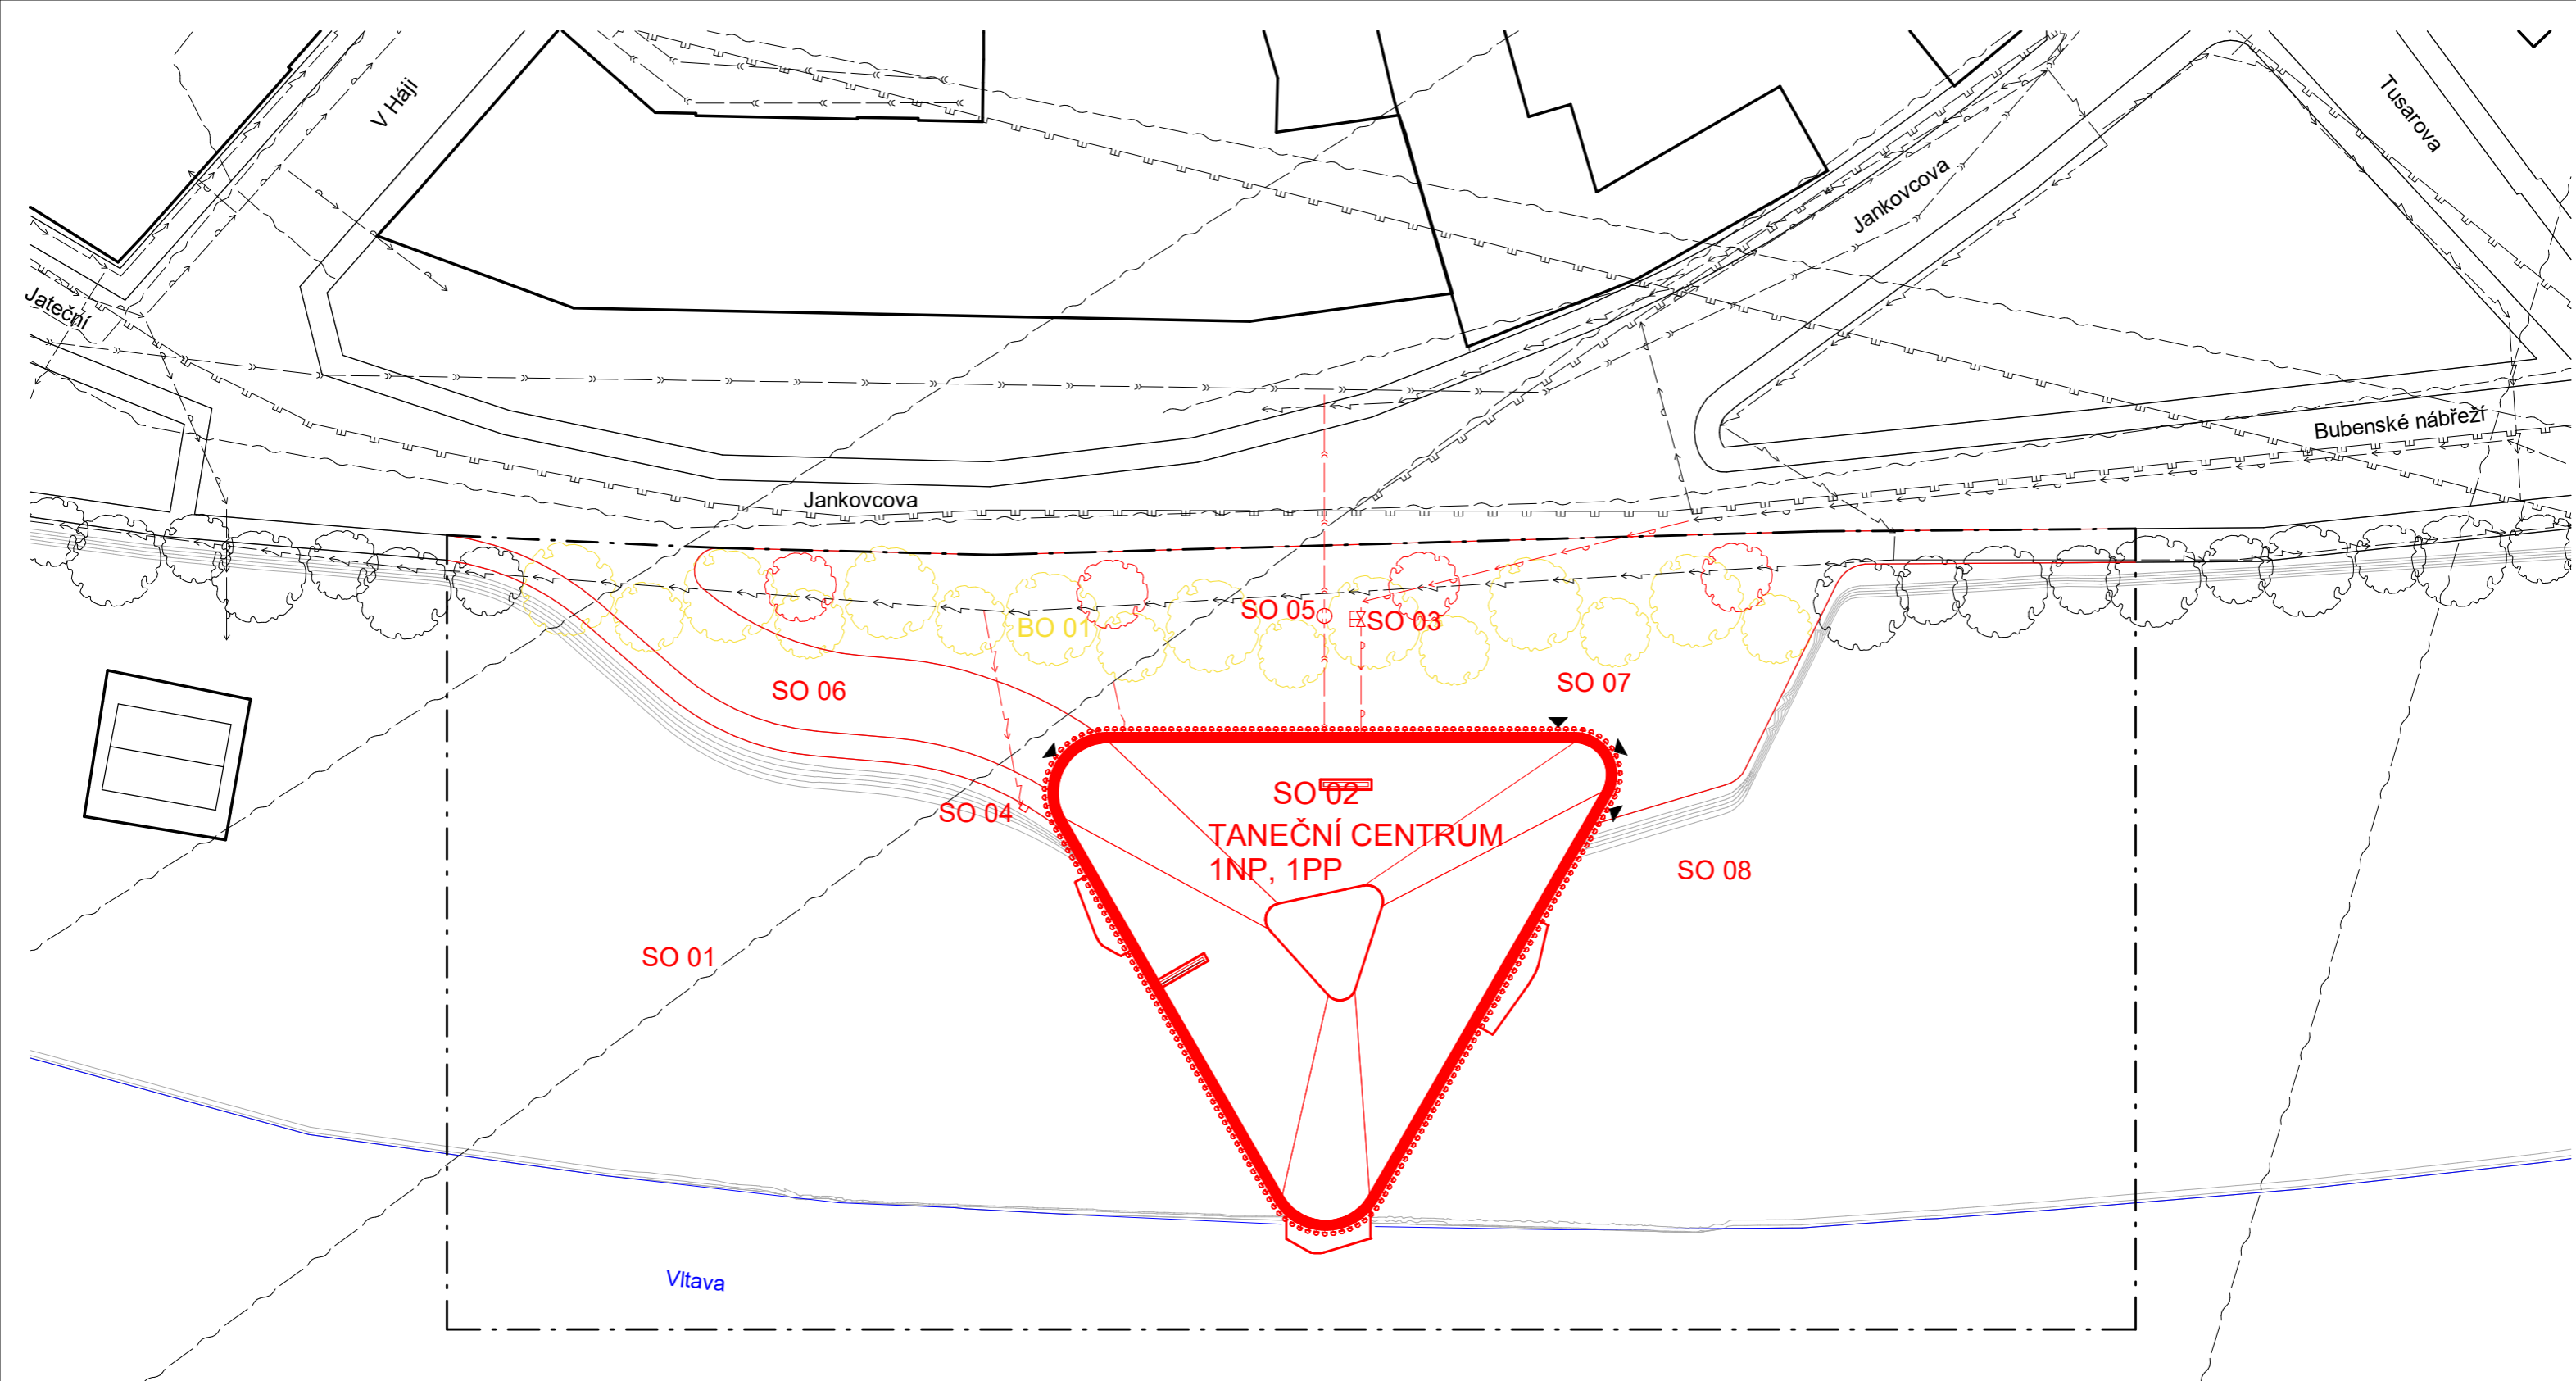 V Háji
Tusarova
Jankovcova
Jateční
Bubenské nábřeží
Jankovcova
SO 05
SO 03
BO 01
SO 06
SO 07
SO 02
SO 04
TANEČNÍ CENTRUM
1NP, 1PP
SO 08
SO 01
Vltava